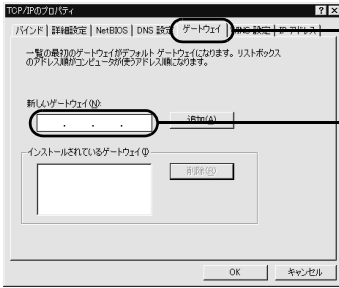 TCP/IPのプロパティ
バインド 詳細設定 NetBIOS DNS 設定 ゲートウェイ WINS 設定 IP アドレス
一覧の最初のゲートウェイがデフォルト ゲートウェイになります。リストボックス
のアドレス順がコンピュータが使うアドレス順になります。
新しいゲートウェイ(N):
追加(A)
インストールされているゲートウェイ(I)
削除(R)
OK キャンセル